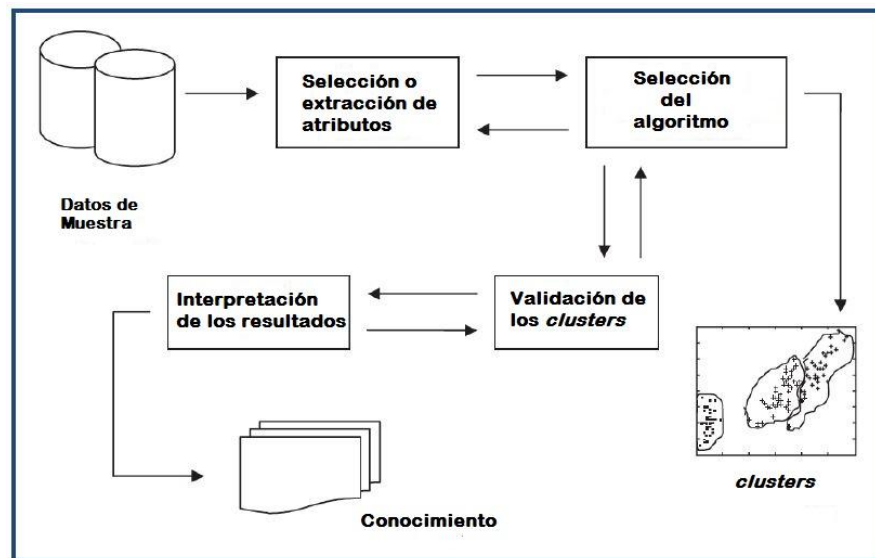 Selección o
extracción de
atributos
Selección
del
algoritmo
Datos de
Muestra
Interpretación
de los resultados
Validación de
los clusters
clusters
Conocimiento